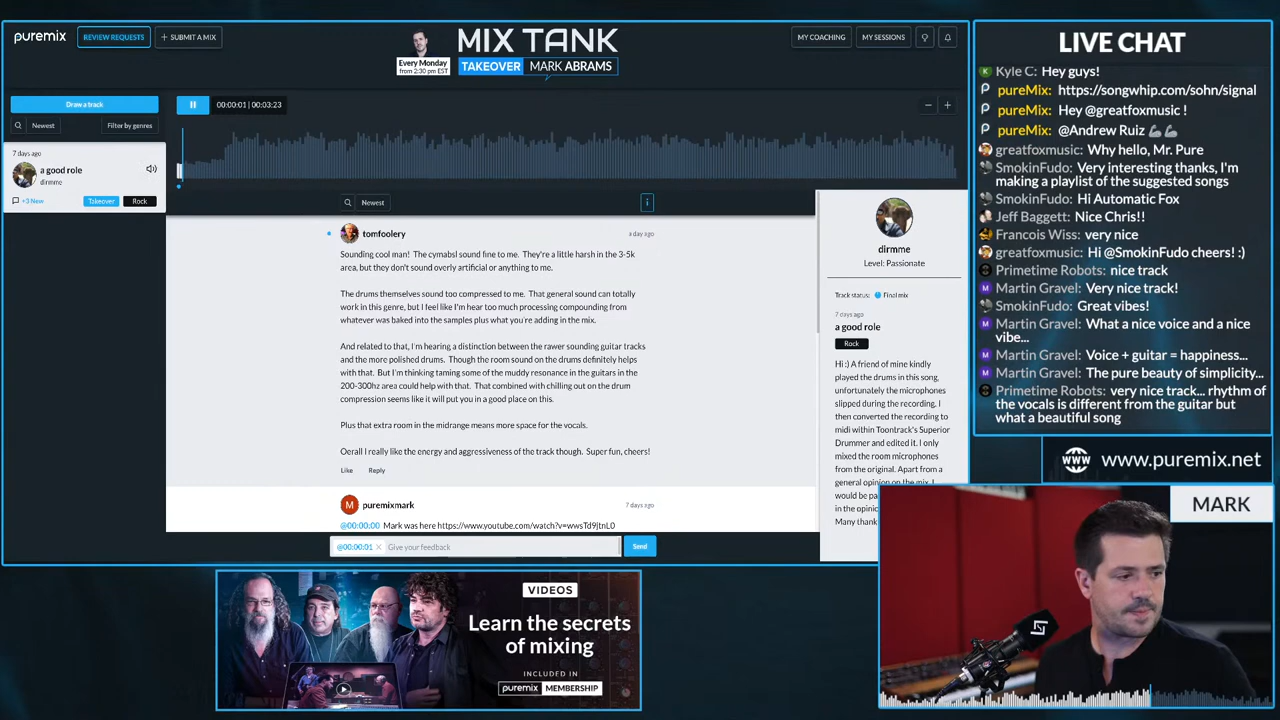 puremix
REVIEW REQUESTS
+ SUBMIT A MIX
Every Monday
from 2:30 pm EST
MIX TANK
TAKEOVER MARK ABRAMS
MY COACHING
MY SESSIONS
Draw a track
Newest
Filter by genres
7 days ago
a good role
dirmme
+3 New
Takeover
Rock
00:00:01 | 00:03:23
Newest
i
tomfoolery
a day ago
Sounding cool man! The cymabsl sound fine to me. They're a little harsh in the 3-5k
area, but they don't sound overly artificial or anything to me.
The drums themselves sound too compressed to me. That general sound can totally
work in this genre, but I feel like I'm hear too much processing compounding from
whatever was baked into the samples plus what you're adding in the mix.
And related to that, I'm hearing a distinction between the rawer sounding guitar tracks
and the more polished drums. Though the room sound on the drums definitely helps
with that. But I'm thinking taming some of the muddy resonance in the guitars in the
200-300hz area could help with that. That combined with chilling out on the drum
compression seems like it will put you in a good place on this.
Plus that extra room in the midrange means more space for the vocals.
Oerall I really like the energy and aggressiveness of the track though. Super fun, cheers!
Like
Reply
M
puremixmark
7 days ago
@00:00:00 Mark was here https://www.youtube.com/watch?v=wwsTd9jtnL0
@00:00:01 × Give your feedback
Send
dirmme
Level: Passionate
Track status: Final mix
7 days ago
a good role
Rock
Hi :) A friend of mine kindly
played the drums in this song,
unfortunately the microphones
slipped during the recording. I
then converted the recording to
midi within Toontrack's Superior
Drummer and edited it. I only
mixed the room microphones
from the original. Apart from a
general opinion on the mix, I
would be pa
in the opinic
Many thank
LIVE CHAT
K Kyle C: Hey guys!
pureMix: https://songwhip.com/sohn/signal
pureMix: Hey @greatfoxmusic !
pureMix: @Andrew Ruiz 💪💪
greatfoxmusic: Why hello, Mr. Pure
SmokinFudo: Very interesting thanks, I'm
making a playlist of the suggested songs
SmokinFudo: Hi Automatic Fox
Jeff Baggett: Nice Chris!!
Francois Wiss: very nice
greatfoxmusic: Hi @SmokinFudo cheers! :)
Primetime Robots: nice track
M Martin Gravel: Very nice track!
SmokinFudo: Great vibes!
M Martin Gravel: What a nice voice and a nice
vibe...
M Martin Gravel: Voice + guitar = happiness...
M Martin Gravel: The pure beauty of simplicity...
Primetime Robots: very nice track... rhythm of
the vocals is different from the guitar but
what a beautiful song
WWW www.puremix.net
MARK
VIDEOS
Learn the secrets
of mixing
INCLUDED IN
puremix MEMBERSHIP